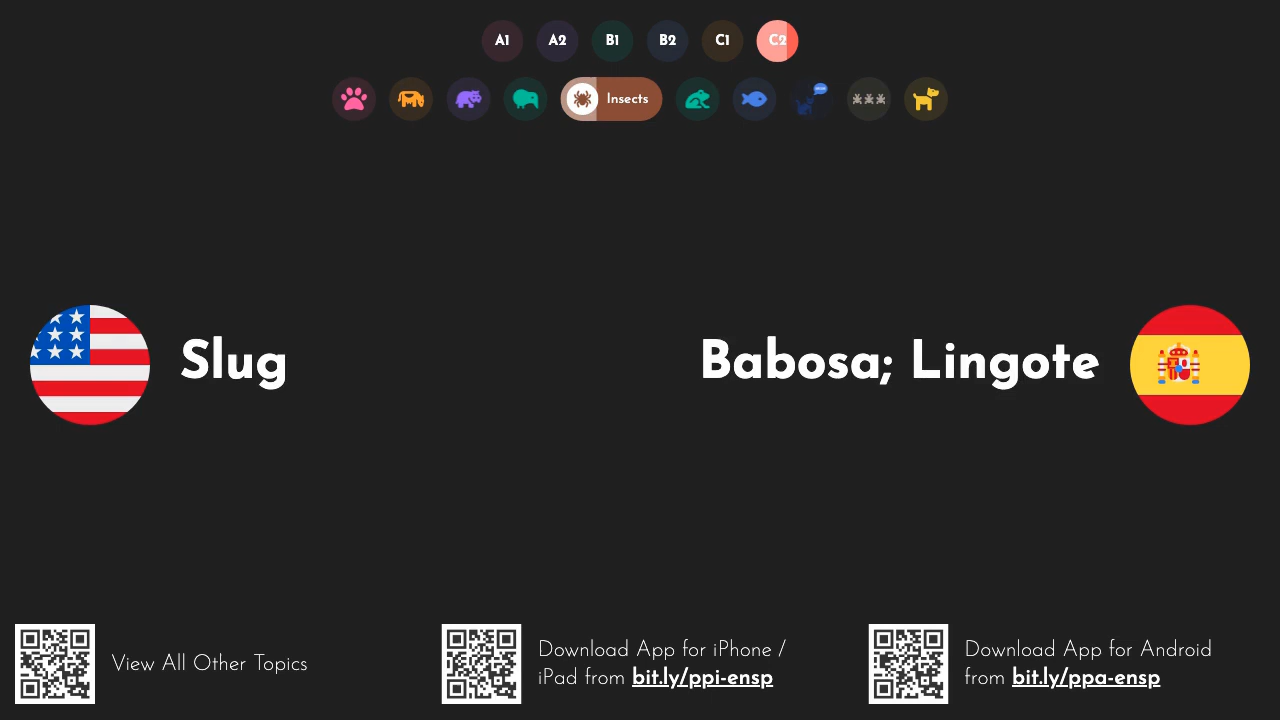 A1 A2 B1 B2 C1 C2
Insects
Slug
Babosa; Lingote
View All Other Topics
Download App for iPhone /
iPad from bit.ly/ppi-ensp
Download App for Android
from bit.ly/ppa-ensp